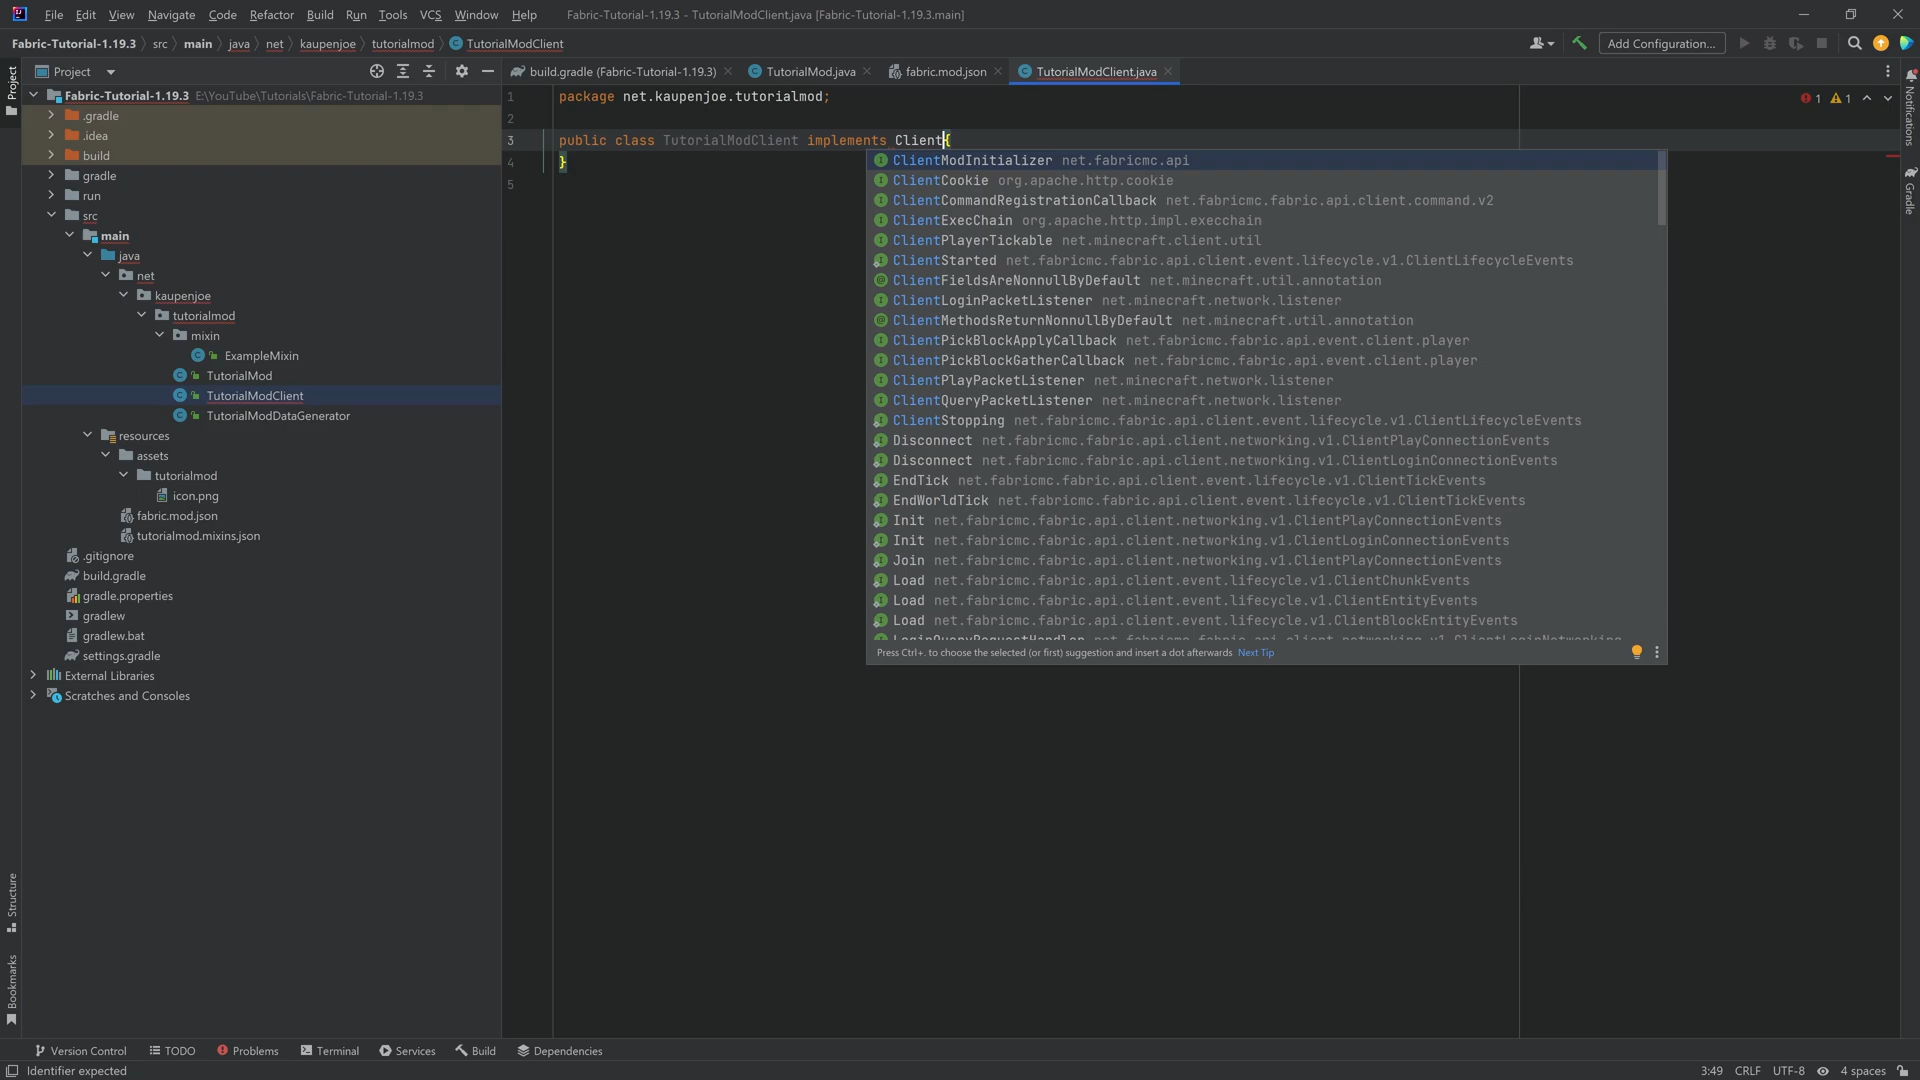 File Edit View Navigate Code Refactor Build Run Tools VCS Window Help Fabric-Tutorial-1.19.3 - TutorialModClient.java [Fabric-Tutorial-1.19.3.main]
Fabric-Tutorial-1.19.3 src main java net kaupenjoe tutorialmod TutorialModClient Add Configuration...
Project
Project
build.gradle (Fabric-Tutorial-1.19.3) TutorialMod.java fabric.mod.json TutorialModClient.java
Notifications
Gradle
Fabric-Tutorial-1.19.3 E:\YouTube\Tutorials\Fabric-Tutorial-1.19.3
.gradle
.idea
build
gradle
run
src
main
java
net
kaupenjoe
tutorialmod
mixin
ExampleMixin
TutorialMod
TutorialModClient
TutorialModDataGenerator
resources
assets
tutorialmod
icon.png
fabric.mod.json
tutorialmod.mixins.json
.gitignore
build.gradle
gradle.properties
gradlew
gradlew.bat
settings.gradle
External Libraries
Scratches and Consoles
1 package net.kaupenjoe.tutorialmod;
1 1
2
3 public class TutorialModClient implements Client{
4 }
5
ClientModInitializer net.fabricmc.api
ClientCookie org.apache.http.cookie
ClientCommandRegistrationCallback net.fabricmc.fabric.api.client.command.v2
ClientExecChain org.apache.http.impl.execchain
ClientPlayerTickable net.minecraft.client.util
ClientStarted net.fabricmc.fabric.api.client.event.lifecycle.v1.ClientLifecycleEvents
ClientFieldsAreNonnullByDefault net.minecraft.util.annotation
ClientLoginPacketListener net.minecraft.network.listener
ClientMethodsReturnNonnullByDefault net.minecraft.util.annotation
ClientPickBlockApplyCallback net.fabricmc.fabric.api.event.client.player
ClientPickBlockGatherCallback net.fabricmc.fabric.api.event.client.player
ClientPlayPacketListener net.minecraft.network.listener
ClientQueryPacketListener net.minecraft.network.listener
ClientStopping net.fabricmc.fabric.api.client.event.lifecycle.v1.ClientLifecycleEvents
Disconnect net.fabricmc.fabric.api.client.networking.v1.ClientPlayConnectionEvents
Disconnect net.fabricmc.fabric.api.client.networking.v1.ClientLoginConnectionEvents
EndTick net.fabricmc.fabric.api.client.event.lifecycle.v1.ClientTickEvents
EndWorldTick net.fabricmc.fabric.api.client.event.lifecycle.v1.ClientTickEvents
Init net.fabricmc.fabric.api.client.networking.v1.ClientPlayConnectionEvents
Init net.fabricmc.fabric.api.client.networking.v1.ClientLoginConnectionEvents
Join net.fabricmc.fabric.api.client.networking.v1.ClientPlayConnectionEvents
Load net.fabricmc.fabric.api.client.event.lifecycle.v1.ClientChunkEvents
Load net.fabricmc.fabric.api.client.event.lifecycle.v1.ClientEntityEvents
Load net.fabricmc.fabric.api.client.event.lifecycle.v1.ClientBlockEntityEvents
LoginQueryRequestHandler net.fabricmc.fabric.api.client.networking.v1.ClientLoginNetworking
Press Ctrl+. to choose the selected (or first) suggestion and insert a dot afterwards Next Tip
Structure
Bookmarks
Version Control TODO Problems Terminal Services Build Dependencies
Identifier expected 3:49 CRLF UTF-8 4 spaces